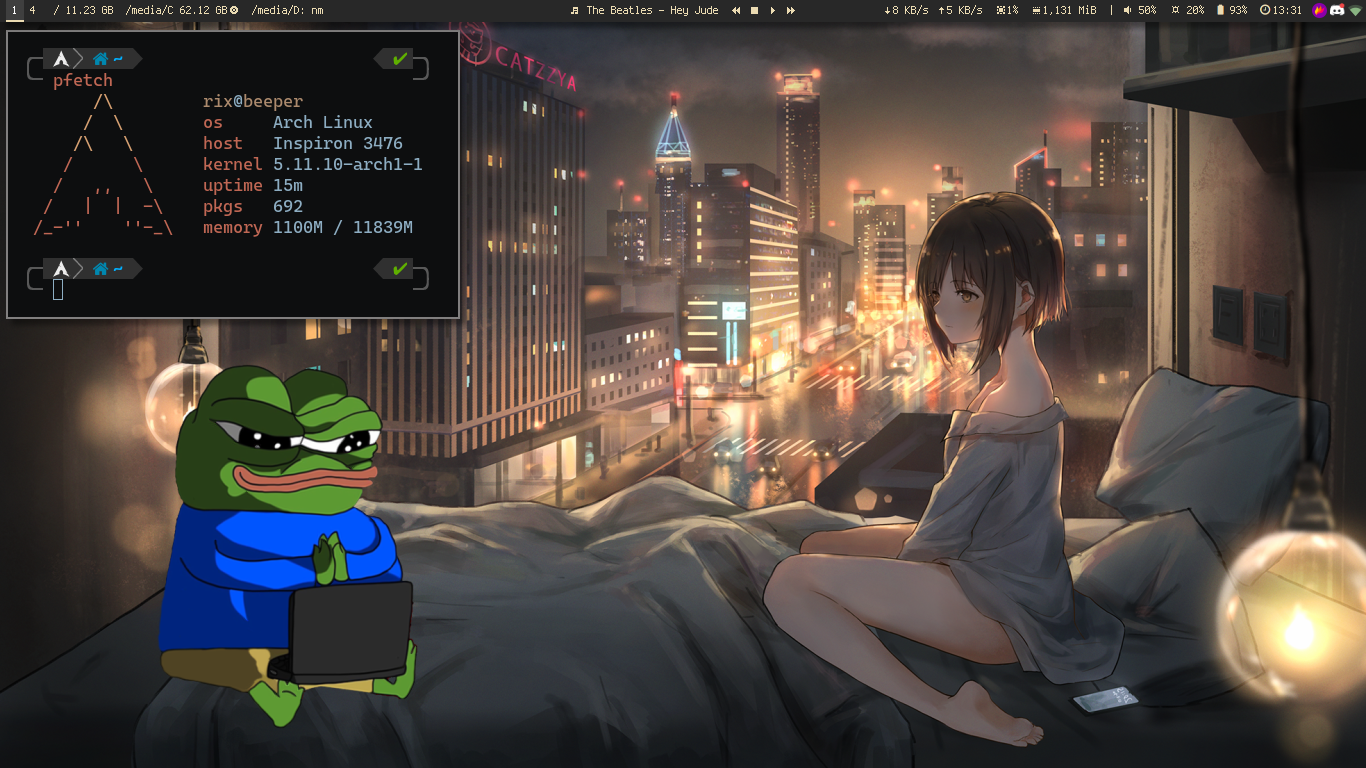 1 4 / 11.23 GB /media/C 62.12 GB /media/D: nm
The Beatles - Hey Jude
↓8 KB/s ↑5 KB/s 1% 1,131 MiB | 50% 20% 93% 13:31
CATZZYA
~
pfetch
rix@beeper
os Arch Linux
host Inspiron 3476
kernel 5.11.10-arch1-1
uptime 15m
pkgs 692
memory 1100M / 11839M
~